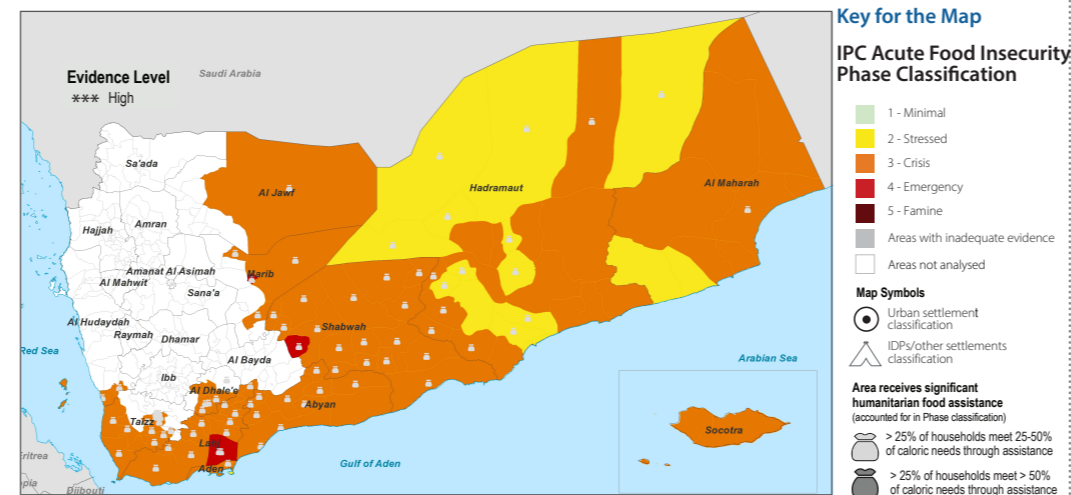 Evidence Level
*** High
Saudi Arabia
Sa'ada
Al Jawf
Hadramaut
Al Maharah
Hajjah
Amran
Amanat Al Asimah
Marib
Al Mahwit
Sana'a
Al Hudaydah
Raymah
Dhamar
Shabwah
Red Sea
Al Bayda
Arabian Sea
Ibb
Al Dhale'e
Abyan
Taizz
Socotra
Lahj
Aden
Gulf of Aden
Eritrea
Djibouti
Key for the Map
IPC Acute Food Insecurity
Phase Classification
1 - Minimal
2 - Stressed
3 - Crisis
4 - Emergency
5 - Famine
Areas with inadequate evidence
Areas not analysed
Map Symbols
Urban settlement
classification
IDPs/other settlements
classification
Area receives significant
humanitarian food assistance
(accounted for in Phase classification)
> 25% of households meet 25-50%
of caloric needs through assistance
> 25% of households meet > 50%
of caloric needs through assistance